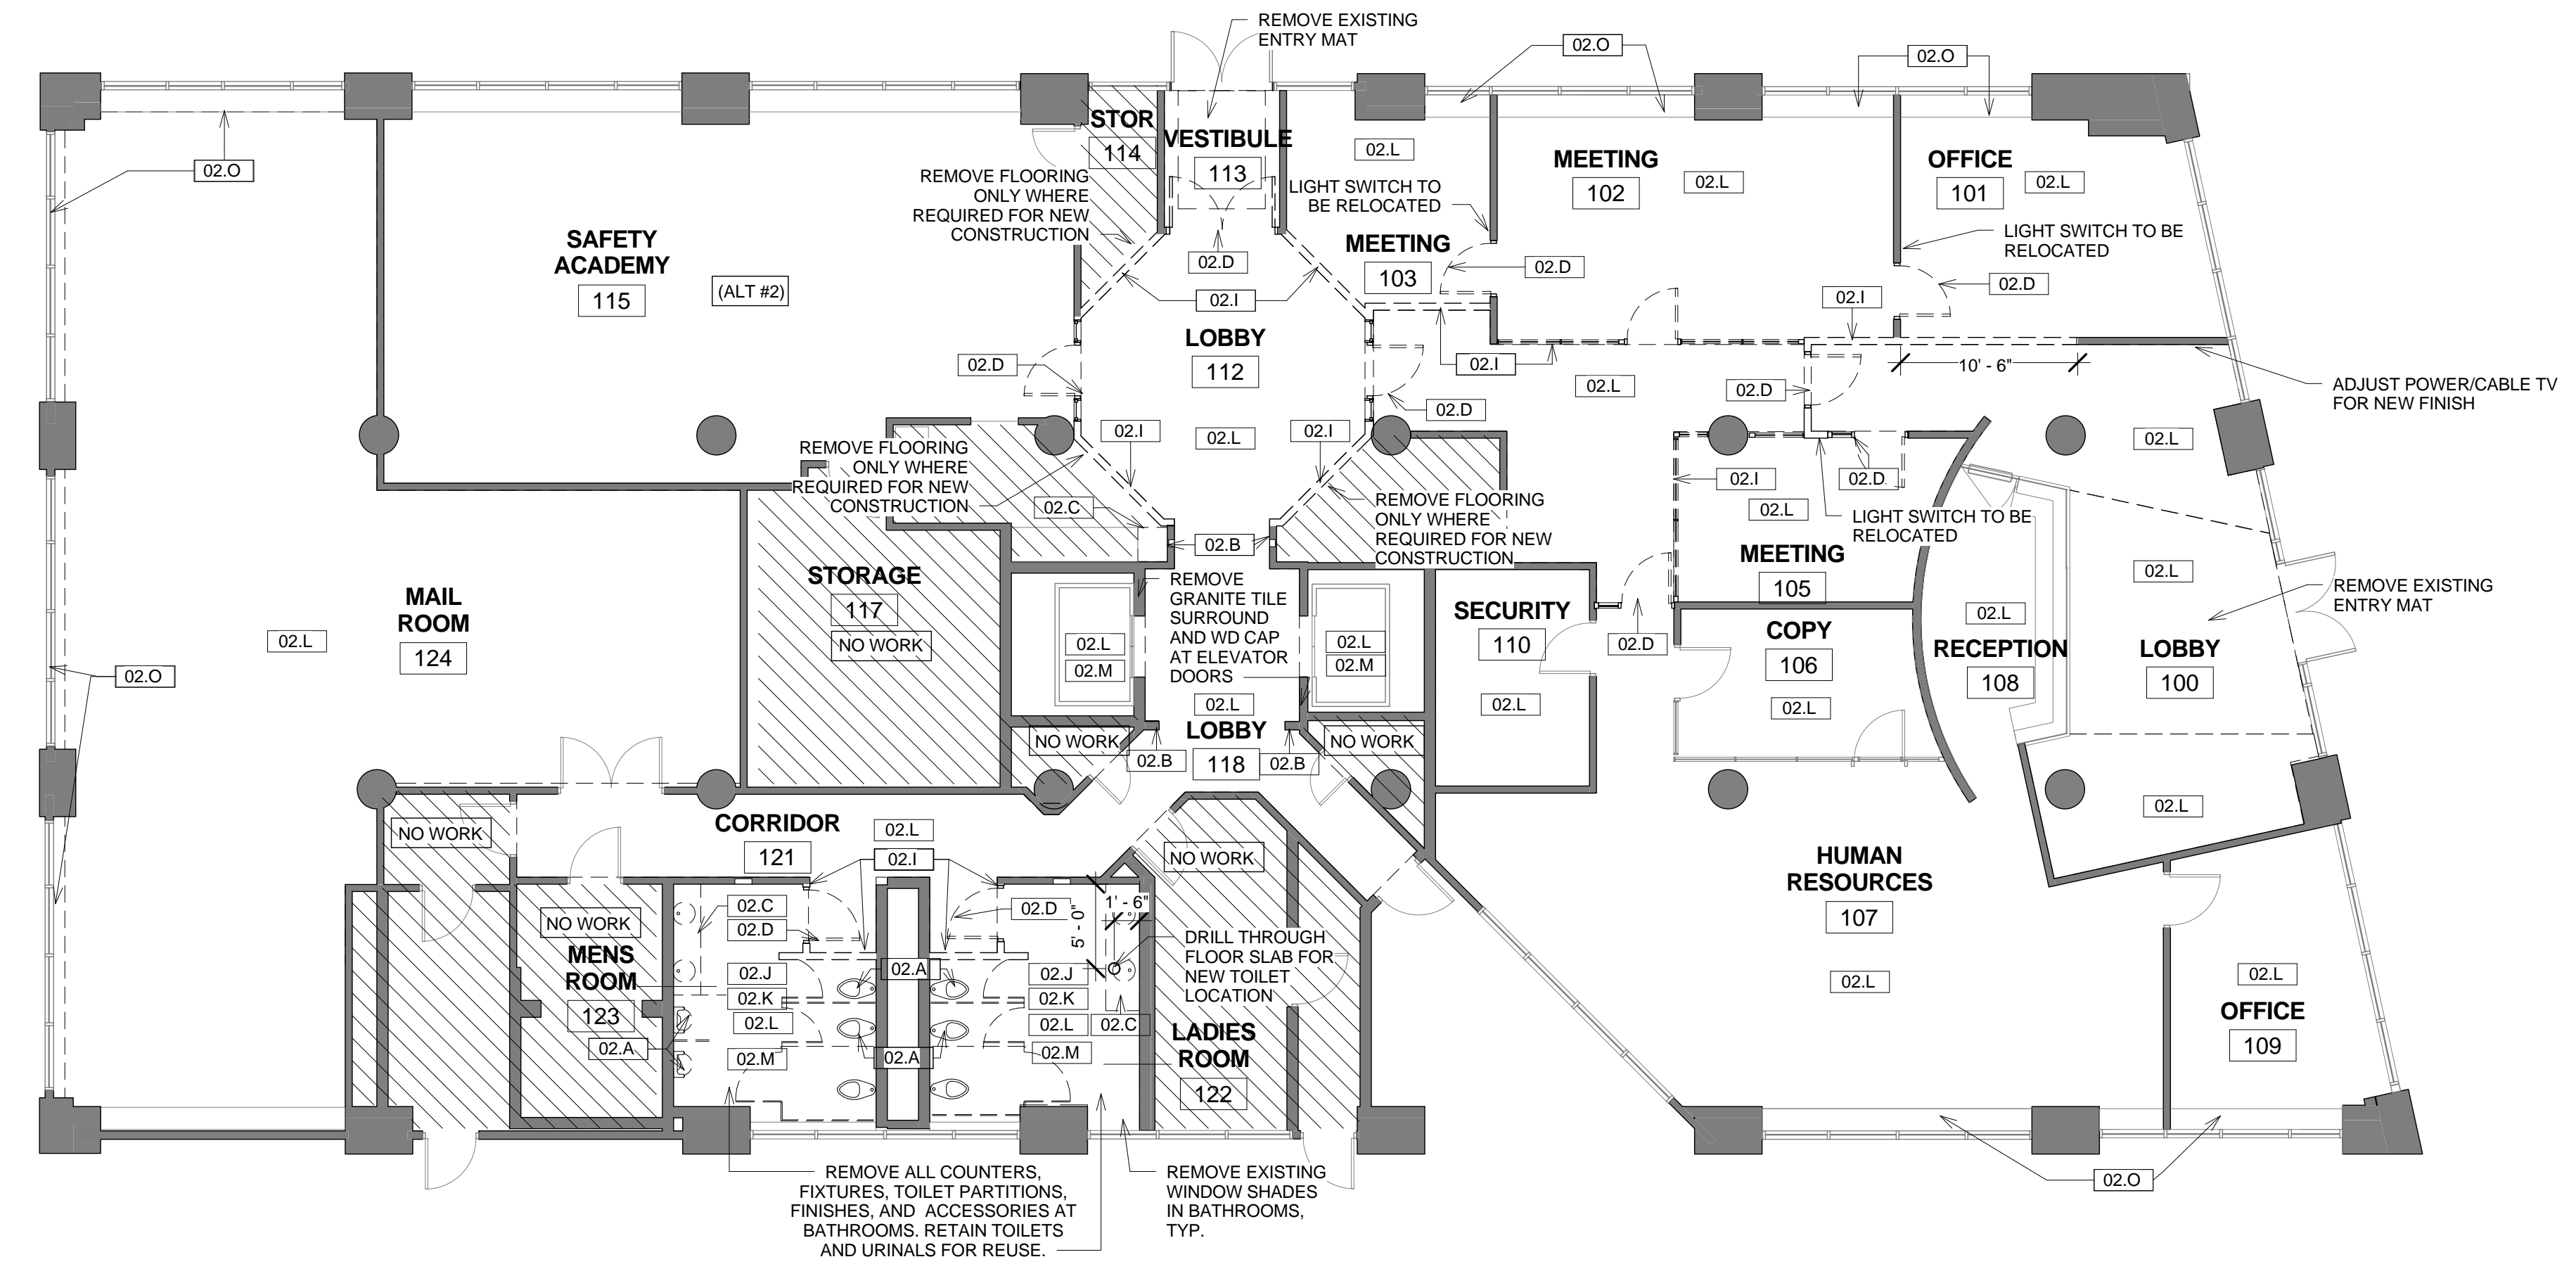 REMOVE EXISTING
ENTRY MAT
02.O
02.O
STOR
114
VESTIBULE
113
02.L
MEETING
102
02.L
OFFICE
101
02.L
02.O
REMOVE FLOORING
ONLY WHERE
REQUIRED FOR NEW
CONSTRUCTION
LIGHT SWITCH TO
BE RELOCATED
LIGHT SWITCH TO BE
RELOCATED
SAFETY
ACADEMY
115
(ALT #2)
02.D
MEETING
103
02.D
02.D
02.I
02.I
LOBBY
112
02.D
02.I
02.L
02.D
10' - 6"
ADJUST POWER/CABLE TV
FOR NEW FINISH
02.D
02.I
02.L
02.I
02.L
REMOVE FLOORING
ONLY WHERE
REQUIRED FOR NEW
CONSTRUCTION
02.C
02.I
02.D
02.L
REMOVE FLOORING
ONLY WHERE
REQUIRED FOR NEW
CONSTRUCTION
LIGHT SWITCH TO BE
RELOCATED
02.B
MEETING
105
02.L
STORAGE
117
NO WORK
REMOVE
GRANITE TILE
SURROUND
AND WD CAP
AT ELEVATOR
DOORS
02.L
02.M
02.L
02.M
SECURITY
110
02.L
02.D
COPY
106
02.L
02.L
RECEPTION
108
LOBBY
100
REMOVE EXISTING
ENTRY MAT
MAIL
ROOM
124
02.L
02.O
02.L
LOBBY
118
NO WORK
NO WORK
02.B
02.B
02.L
NO WORK
CORRIDOR
121
02.L
02.I
NO WORK
HUMAN
RESOURCES
107
02.L
NO WORK
MENS
ROOM
123
02.A
02.C
02.D
02.J
02.K
02.L
02.M
02.A
02.A
02.D
5' - 0"
1' - 6"
DRILL THROUGH
FLOOR SLAB FOR
NEW TOILET
LOCATION
02.J
02.K
02.L
02.C
02.M
LADIES
ROOM
122
02.L
OFFICE
109
REMOVE ALL COUNTERS,
FIXTURES, TOILET PARTITIONS,
FINISHES, AND ACCESSORIES AT
BATHROOMS. RETAIN TOILETS
AND URINALS FOR REUSE.
REMOVE EXISTING
WINDOW SHADES
IN BATHROOMS,
TYP.
02.O